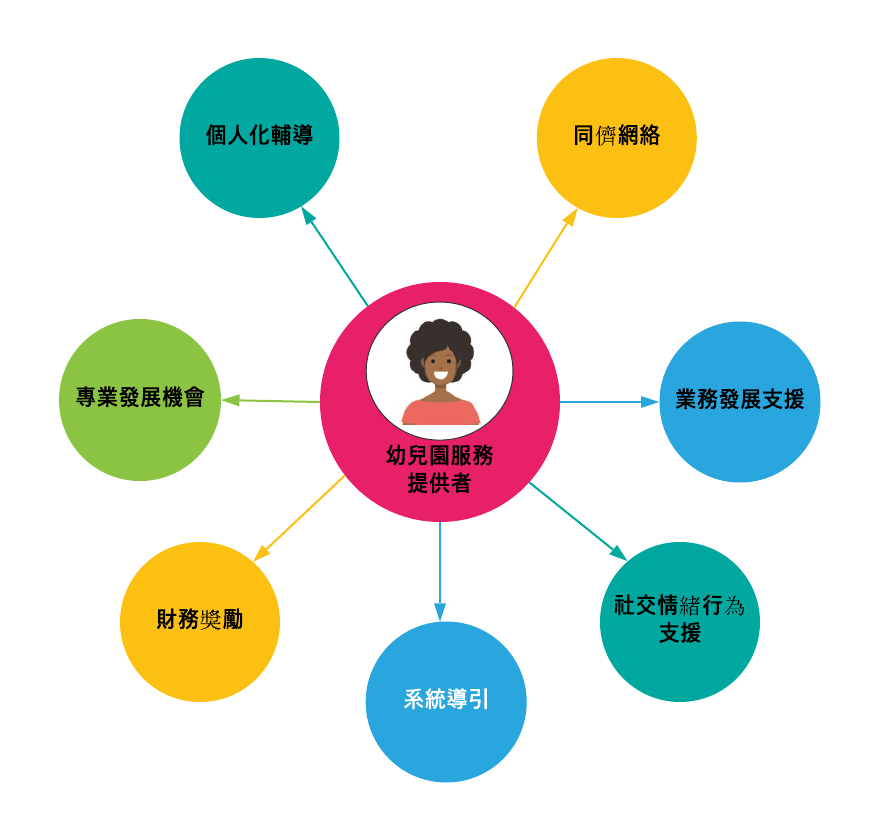 個人化輔導
同儕網絡
專業發展機會
業務發展支援
幼兒園服務
提供者
財務獎勵
社交情緒行為
支援
系統導引